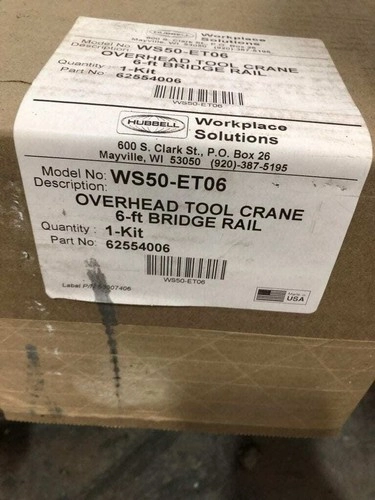 Workplace
Solutions
Model No: WS50-ET06
Description:
OVERHEAD TOOL CRANE
6-ft BRIDGE RAIL
Quantity: 1-Kit
Part No: 62554006
WS50-ET06
HUBBELL
Workplace
Solutions
600 S. Clark St., P.O. Box 26
Mayville, WI 53050 (920)-387-5195
Model No: WS50-ET06
Description:
OVERHEAD TOOL CRANE
6-ft BRIDGE RAIL
Quantity : 1-Kit
Part No: 62554006
WS50-ET06
Made in
USA